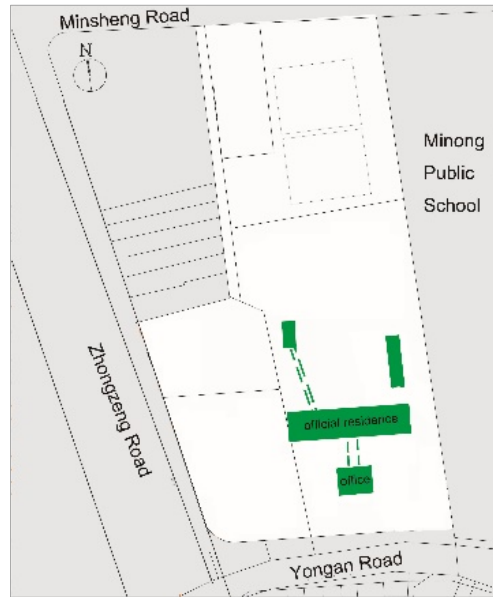 Minsheng Road
N
Minong
Public
School
Zhongzeng Road
official residence
office
Yongan Road